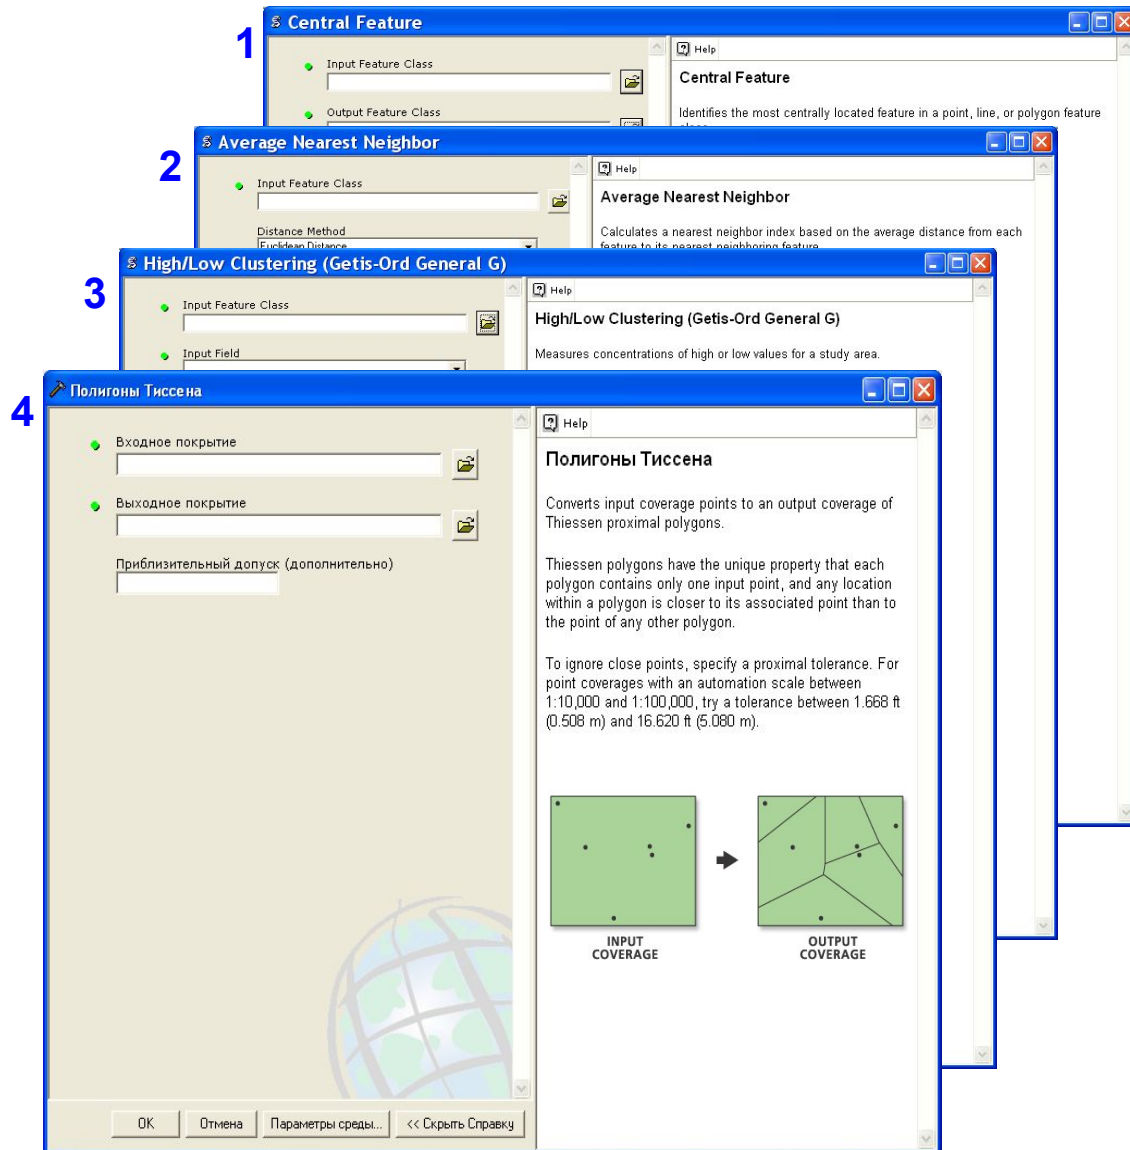 1
Central Feature
Help
Input Feature Class
Central Feature
Output Feature Class
Identifies the most centrally located feature in a point, line, or polygon feature
2
Average Nearest Neighbor
Help
Input Feature Class
Average Nearest Neighbor
Distance Method
Euclidean Distance
Calculates a nearest neighbor index based on the average distance from each
feature to its nearest neighboring feature
3
High/Low Clustering (Getis-Ord General G)
Help
Input Feature Class
High/Low Clustering (Getis-Ord General G)
Input Field
Measures concentrations of high or low values for a study area.
4
Полигоны Тиссена
Входное покрытие
Выходное покрытие
Приблизительный допуск (дополнительно)
Help
Полигоны Тиссена
Converts input coverage points to an output coverage of
Thiessen proximal polygons.
Thiessen polygons have the unique property that each
polygon contains only one input point, and any location
within a polygon is closer to its associated point than to
the point of any other polygon.
To ignore close points, specify a proximal tolerance. For
point coverages with an automation scale between
1:10,000 and 1:100,000, try a tolerance between 1.668 ft
(0.508 m) and 16.620 ft (5.080 m).
INPUT
COVERAGE
OUTPUT
COVERAGE
OK
Отмена
Параметры среды...
<< Скрыть Справку